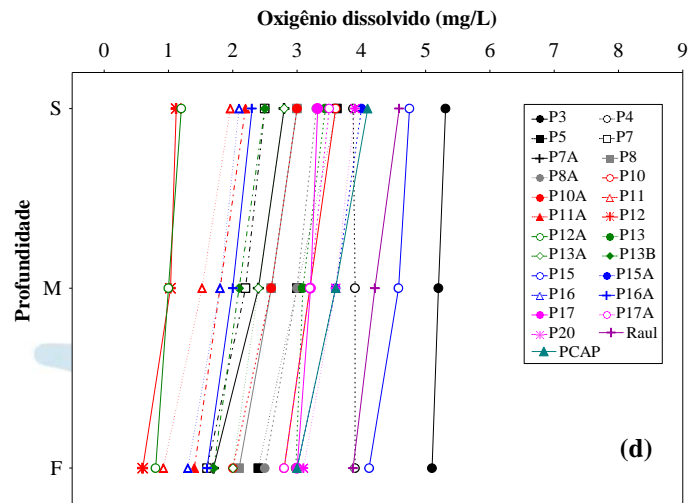 Oxigênio dissolvido (mg/L)
0 1 2 3 4 5 6 7 8 9
Profundidade
S
M
F
P3 P4
P5 P7
P7A P8
P8A P10
P10A P11
P11A P12
P12A P13
P13A P13B
P15 P15A
P16 P16A
P17 P17A
P20 Raul
PCAP
(d)